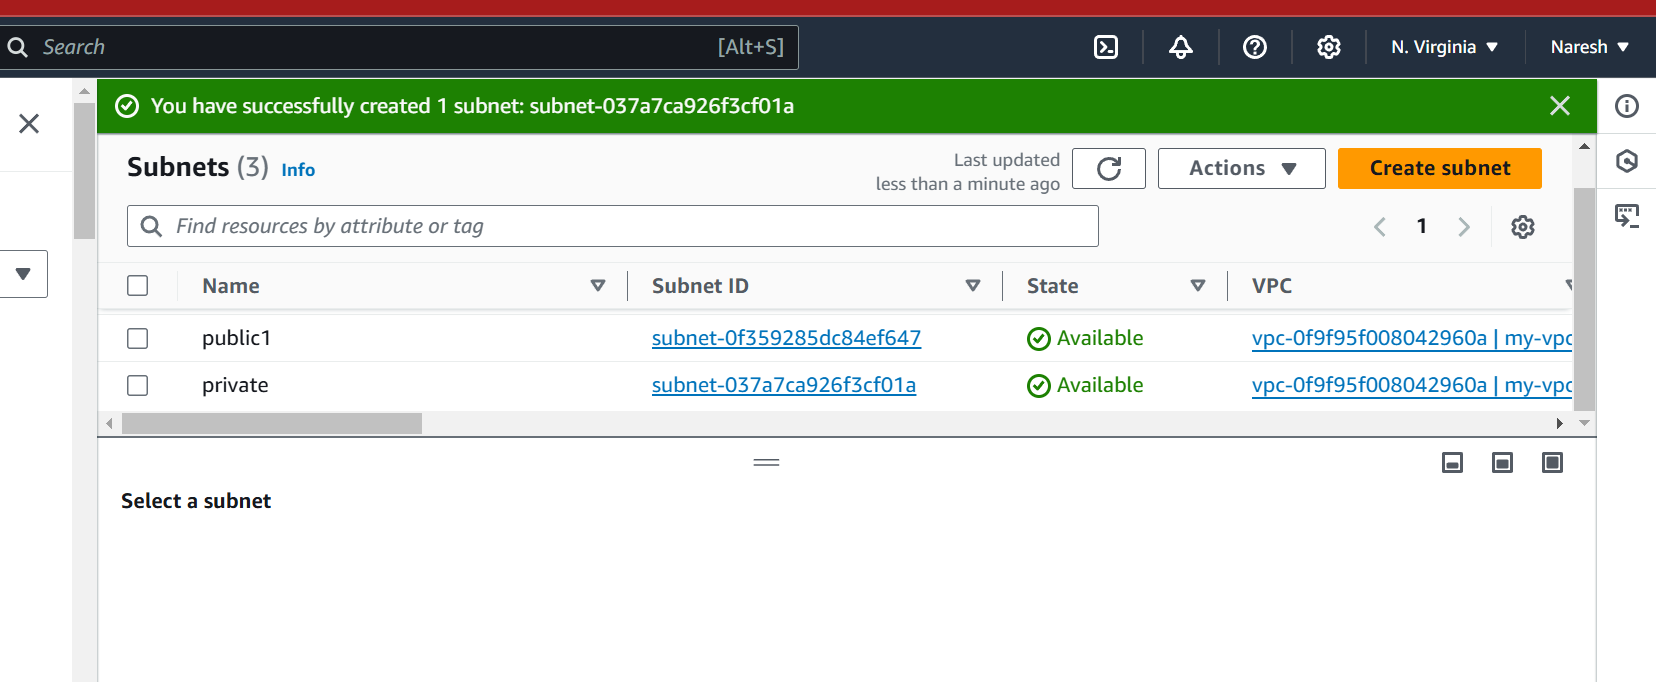 Search [Alt+S] N. Virginia Naresh
You have successfully created 1 subnet: subnet-037a7ca926f3cf01a
Subnets (3) Info
Last updated
less than a minute ago
Actions
Create subnet
Find resources by attribute or tag
1
Name Subnet ID State VPC
public1 subnet-0f359285dc84ef647 Available vpc-0f9f95f008042960a | my-vpc
private subnet-037a7ca926f3cf01a Available vpc-0f9f95f008042960a | my-vpc
Select a subnet